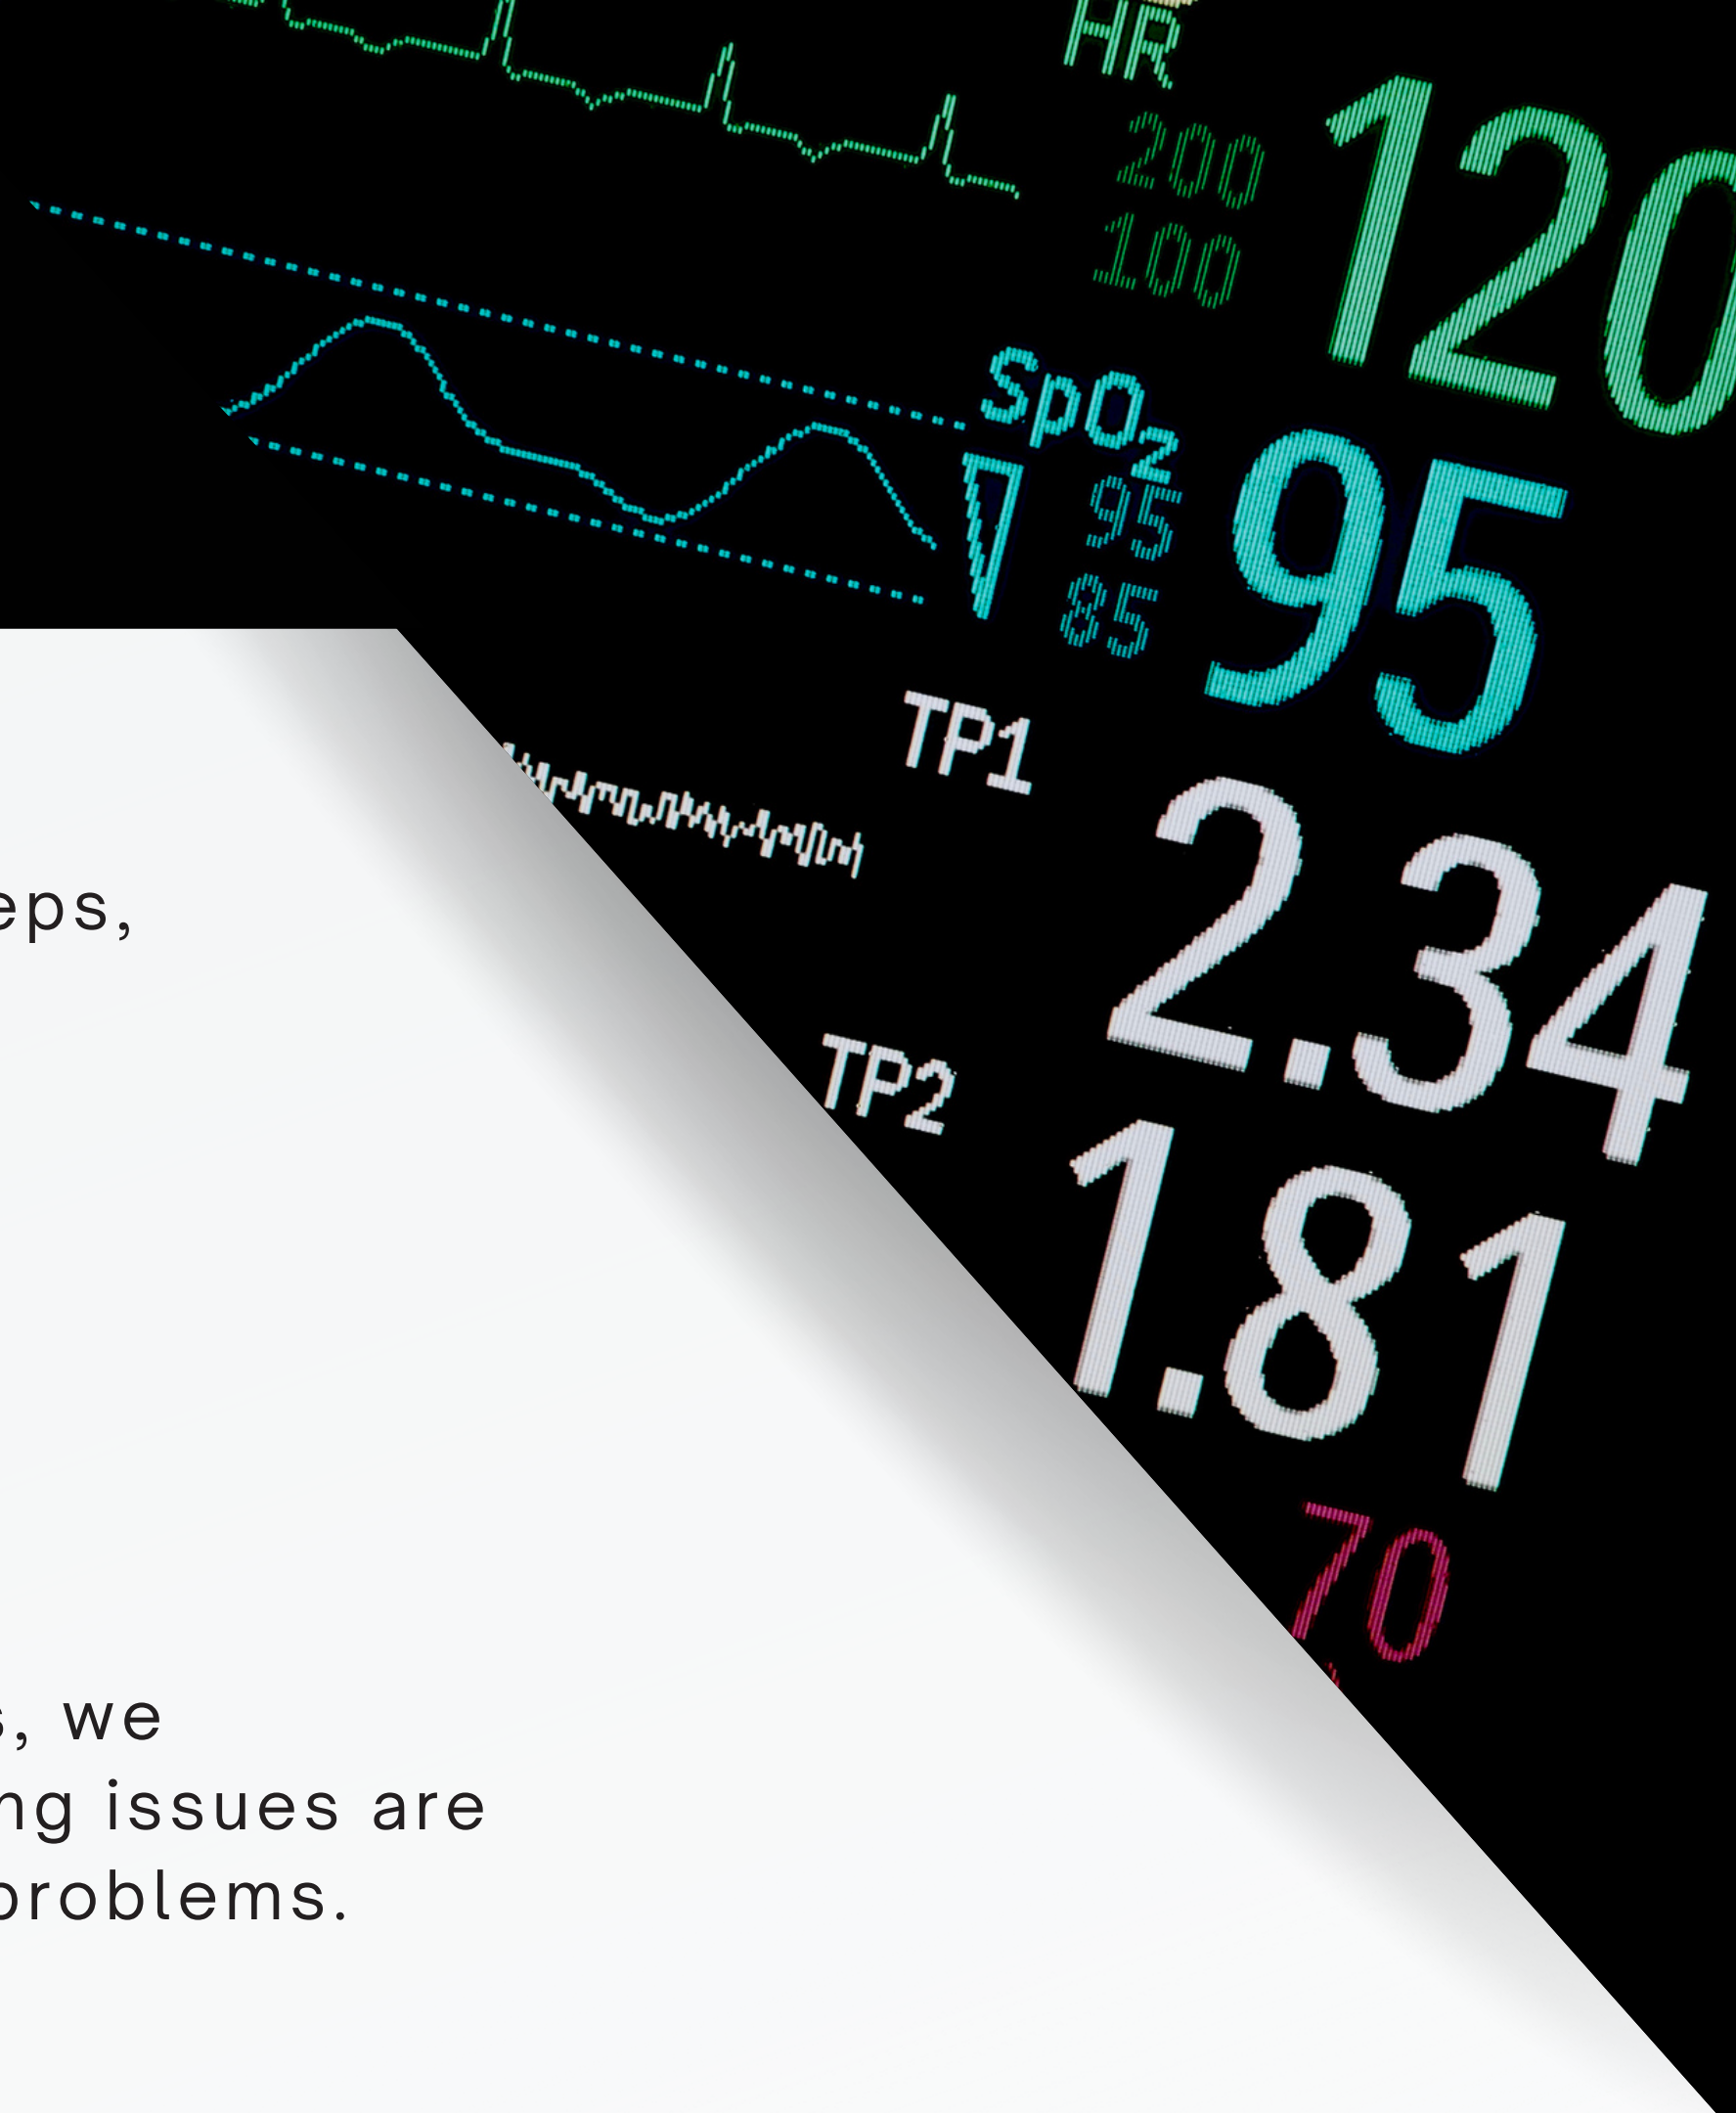 HR
200
100
120
SpO₂
95
85
95
TP1
2.34
TP2
1.81
70
eps,
s, we
ng issues are
problems.